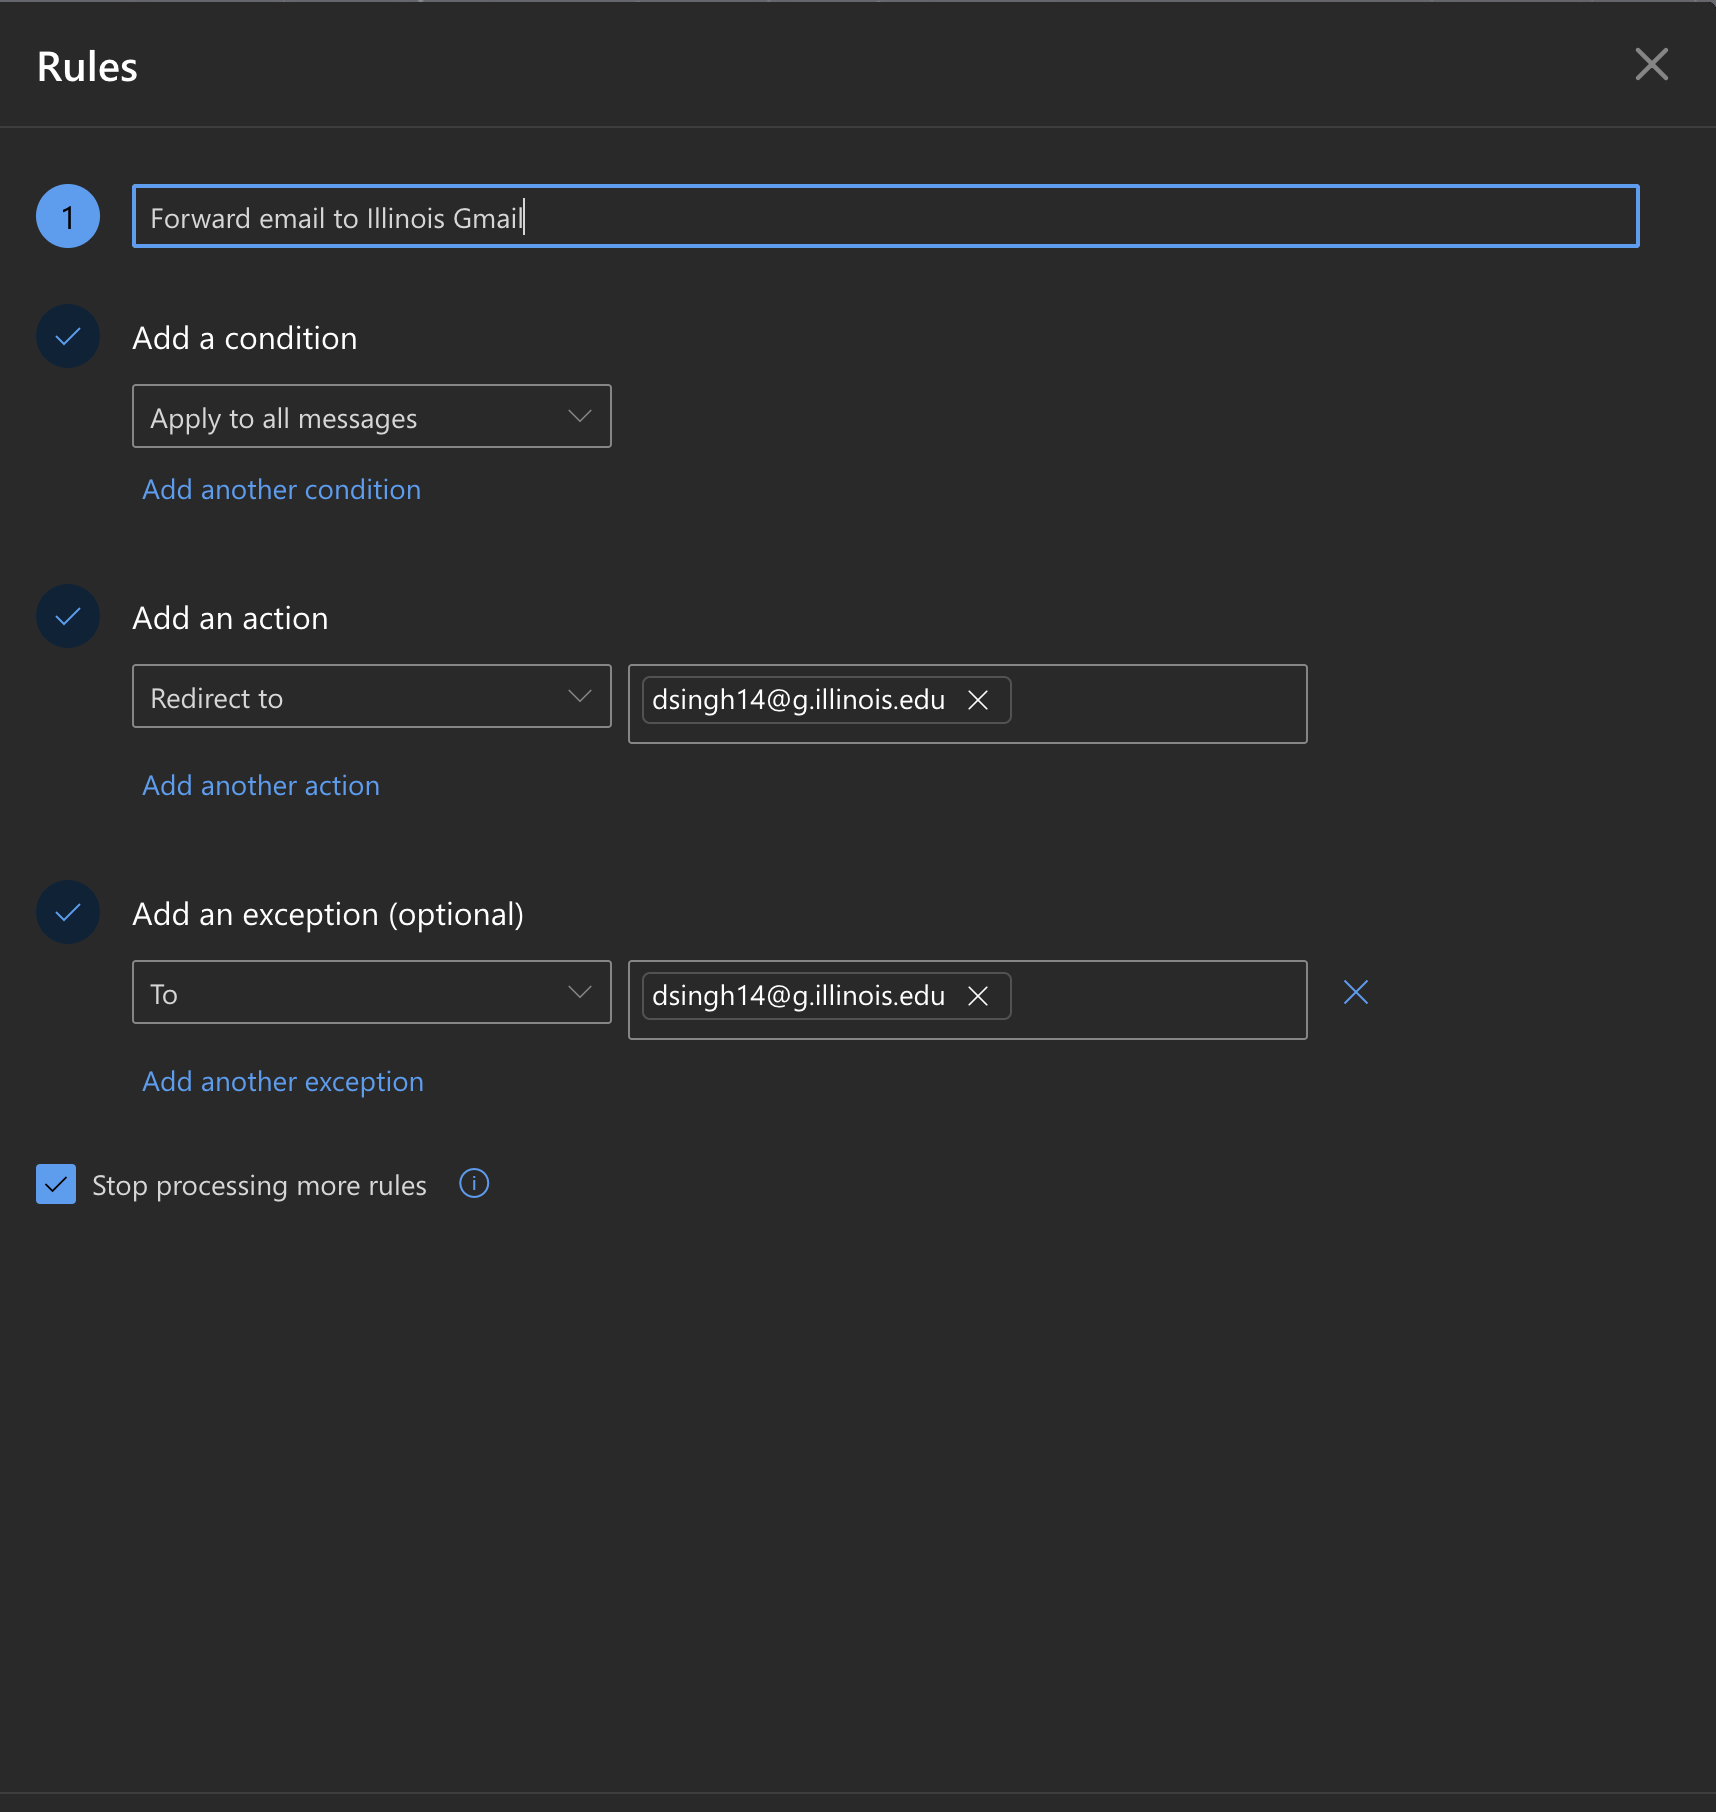 Rules
1
Forward email to Illinois Gmail
Add a condition
Apply to all messages
Add another condition
Add an action
Redirect to
dsingh14@g.illinois.edu
Add another action
Add an exception (optional)
To
dsingh14@g.illinois.edu
Add another exception
Stop processing more rules